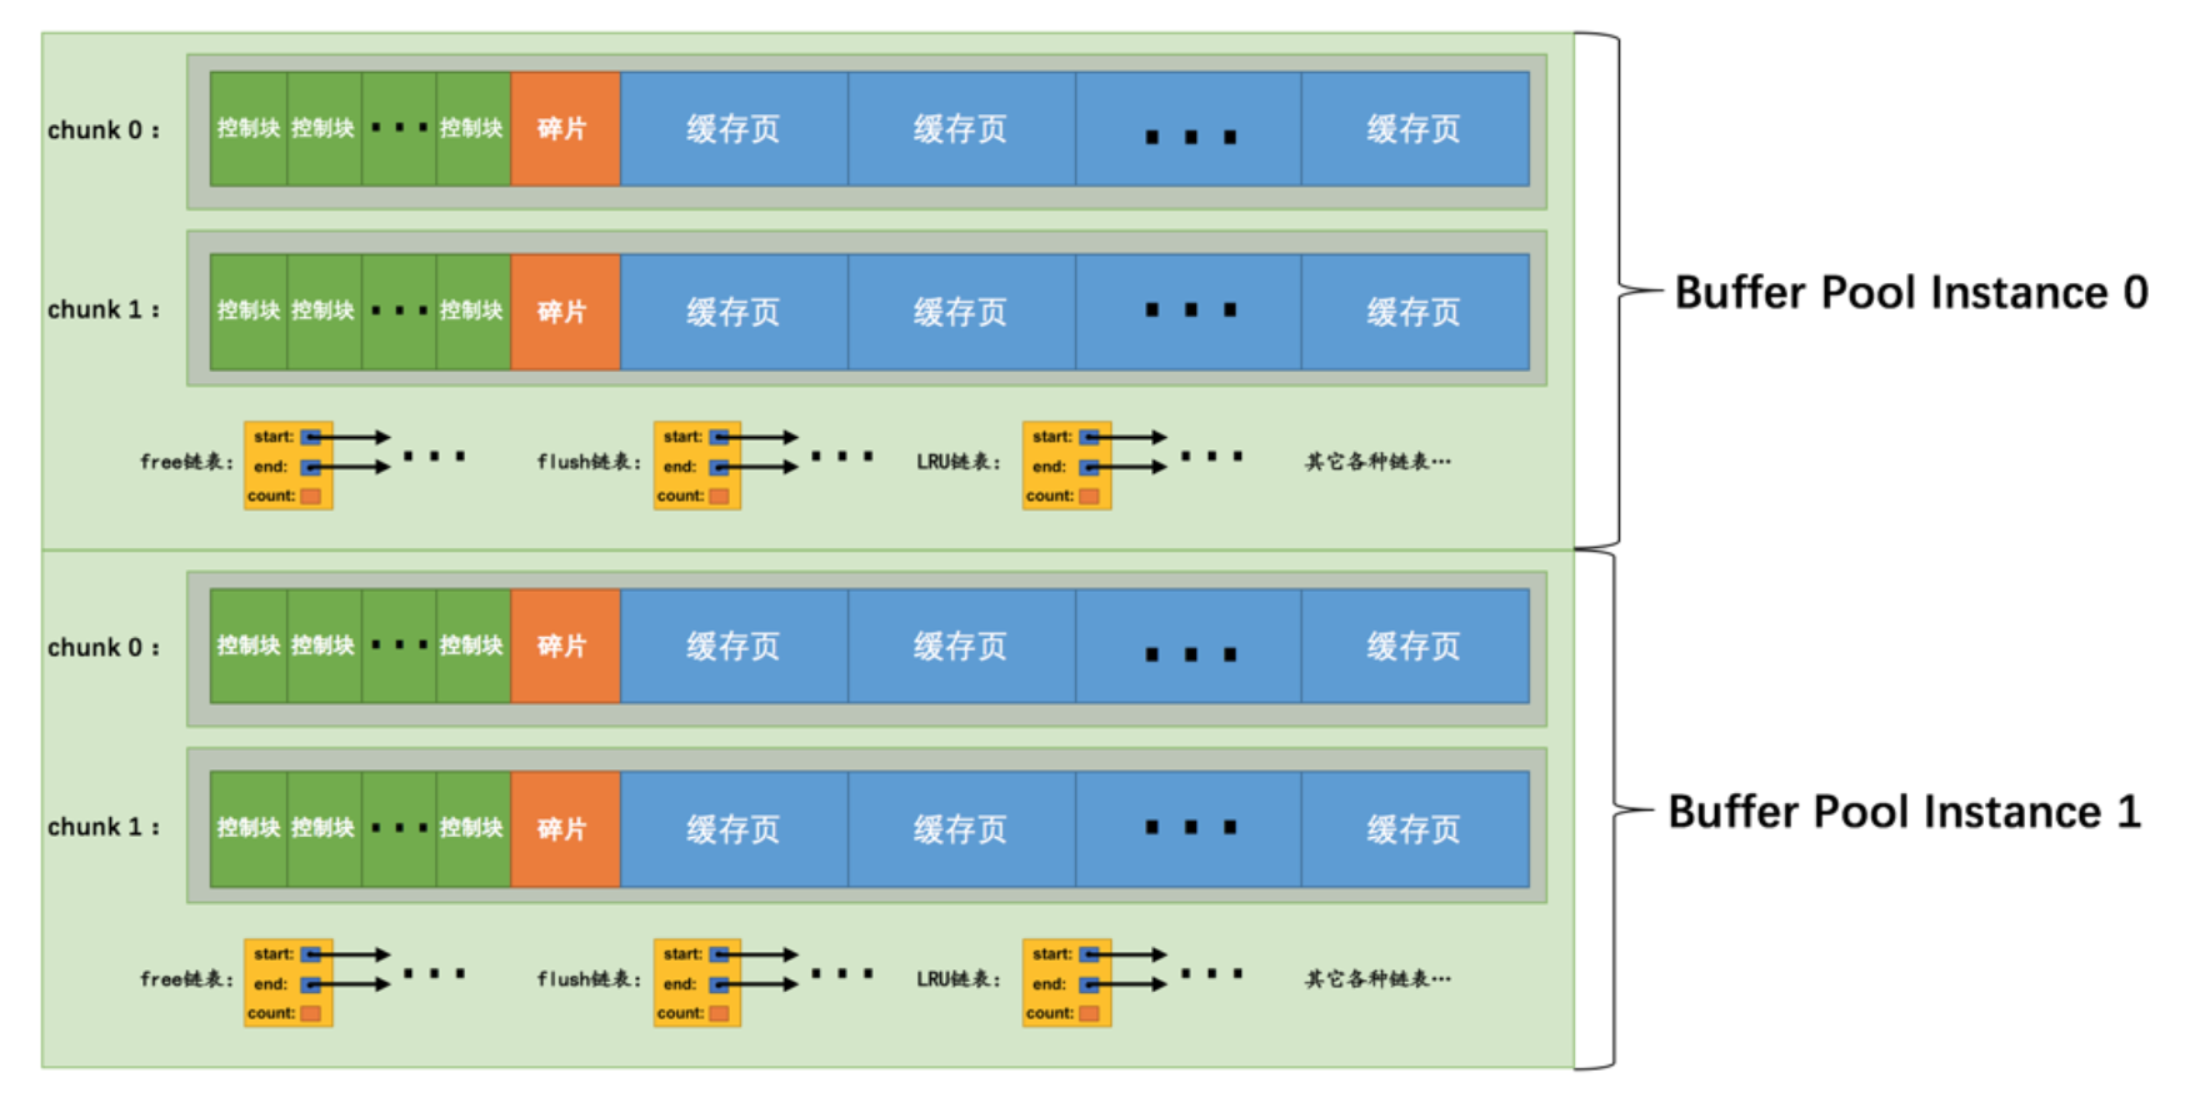 chunk 0 : 控制块 控制块 ··· 控制块 碎片 缓存页 缓存页 ··· 缓存页
chunk 1 : 控制块 控制块 ··· 控制块 碎片 缓存页 缓存页 ··· 缓存页
Buffer Pool Instance 0
free链表: start: end: count: ···
flush链表: start: end: count: ···
LRU链表: start: end: count: ···
其它各种链表…
chunk 0 : 控制块 控制块 ··· 控制块 碎片 缓存页 缓存页 ··· 缓存页
chunk 1 : 控制块 控制块 ··· 控制块 碎片 缓存页 缓存页 ··· 缓存页
Buffer Pool Instance 1
free链表: start: end: count: ···
flush链表: start: end: count: ···
LRU链表: start: end: count: ···
其它各种链表…